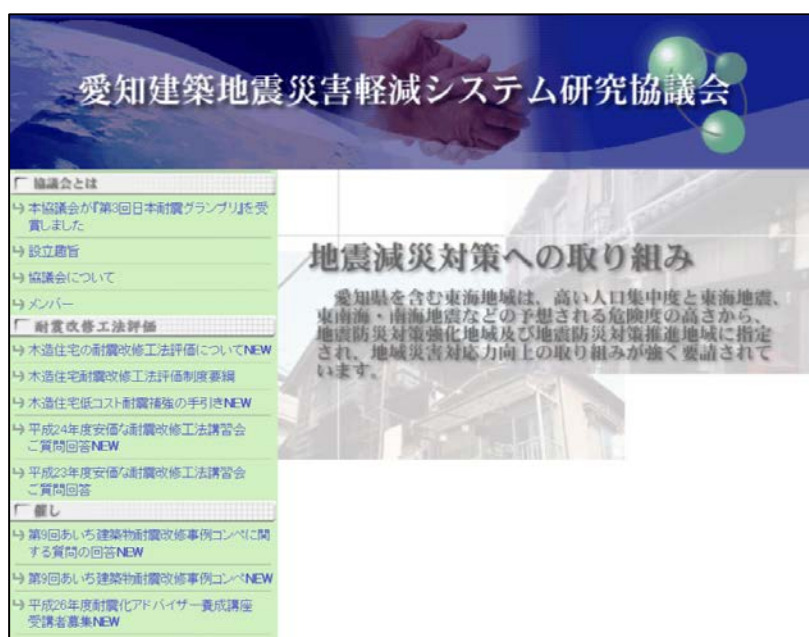 愛知建築地震災害軽減システム研究協議会
協議会とは
本協議会が『第3回日本耐震グランプリ』を受
賞しました
設立趣旨
協議会について
メンバー
耐震改修工法評価
木造住宅の耐震改修工法評価についてNEW
木造住宅耐震改修工法評価制度要綱
木造住宅低コスト耐震補強の手引きNEW
平成24年度安価な耐震改修工法講習会
ご質問回答NEW
平成23年度安価な耐震改修工法講習会
ご質問回答
催し
第9回あいち建築物耐震改修事例コンペに関
する質問の回答NEW
第9回あいち建築物耐震改修事例コンペNEW
平成26年度耐震化アドバイザー養成講座
受講者募集NEW
地震減災対策への取り組み
愛知県を含む東海地域は、高い人口集中度と東海地震、
東南海・南海地震などの予想される危険度の高さから、
地震防災対策強化地域及び地震防災対策推進地域に指定
され、地域災害対応力向上の取り組みが強く要請されて
います。